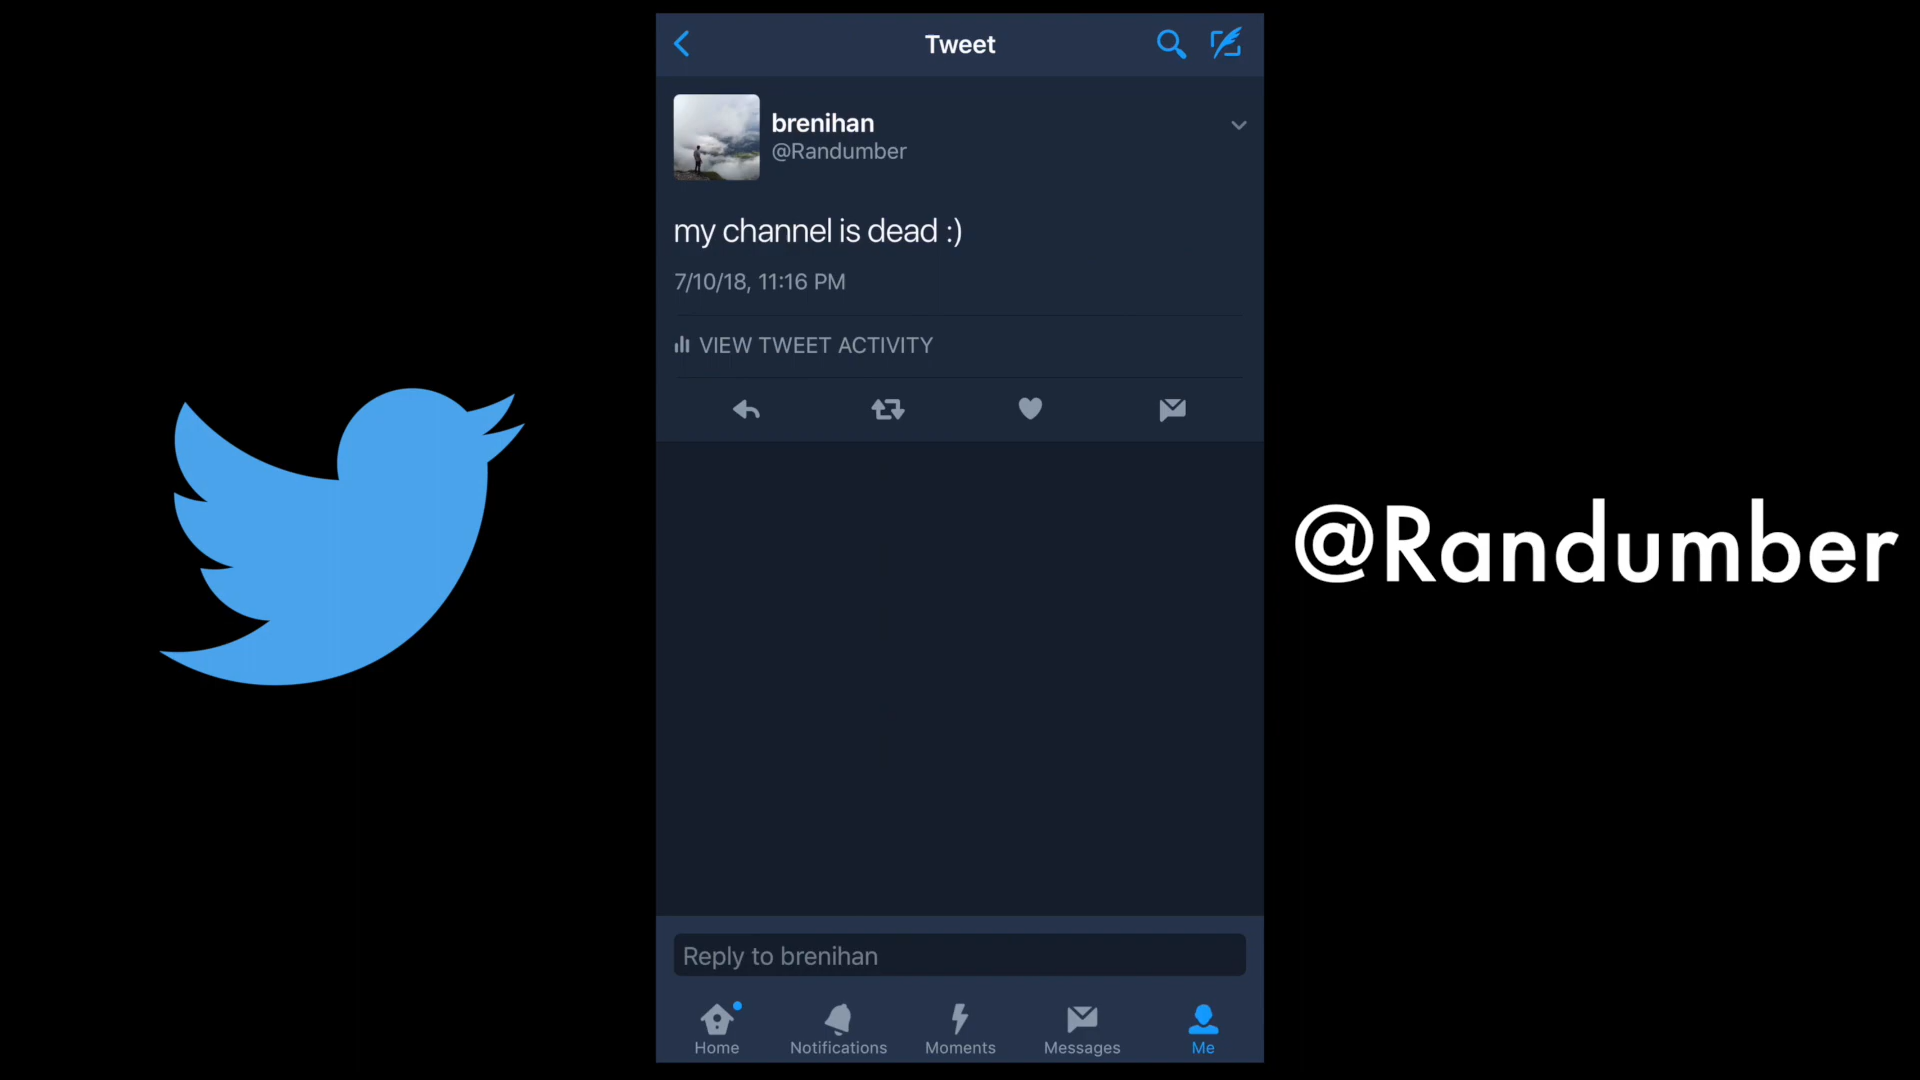 Tweet
brenihan
@Randumber
my channel is dead :)
7/10/18, 11:16 PM
VIEW TWEET ACTIVITY
@Randumber
Reply to brenihan
Home Notifications Moments Messages Me